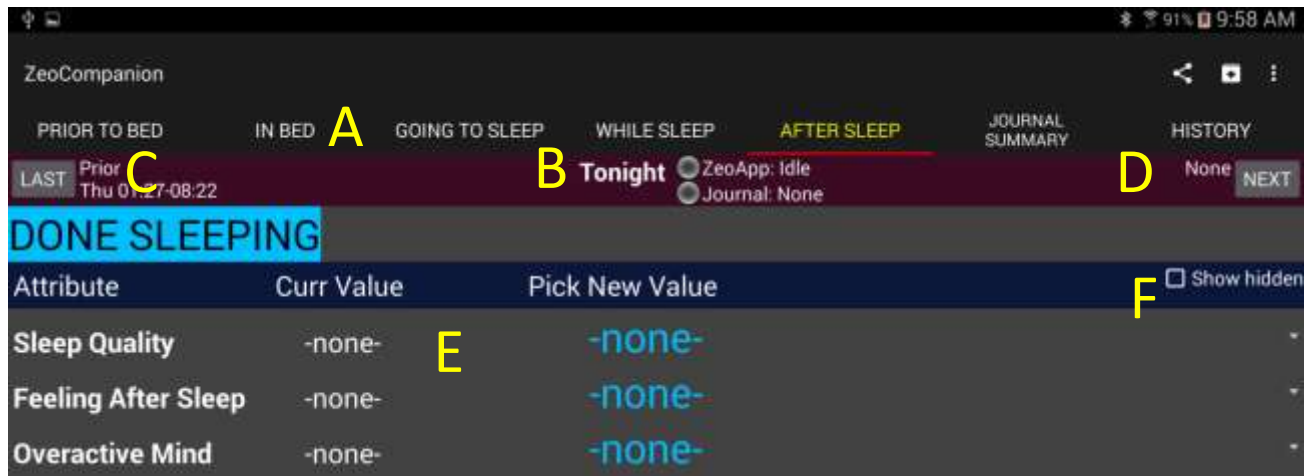 91% 9:58 AM
ZeoCompanion
PRIOR TO BED IN BED A GOING TO SLEEP WHILE SLEEP AFTER SLEEP JOURNAL SUMMARY HISTORY
LAST Prior C B Tonight ZeoApp: Idle D None NEXT
Thu 01:27-08:22 Journal: None
DONE SLEEPING
Attribute Curr Value Pick New Value F Show hidden
Sleep Quality -none- E -none-
Feeling After Sleep -none- -none-
Overactive Mind -none- -none-